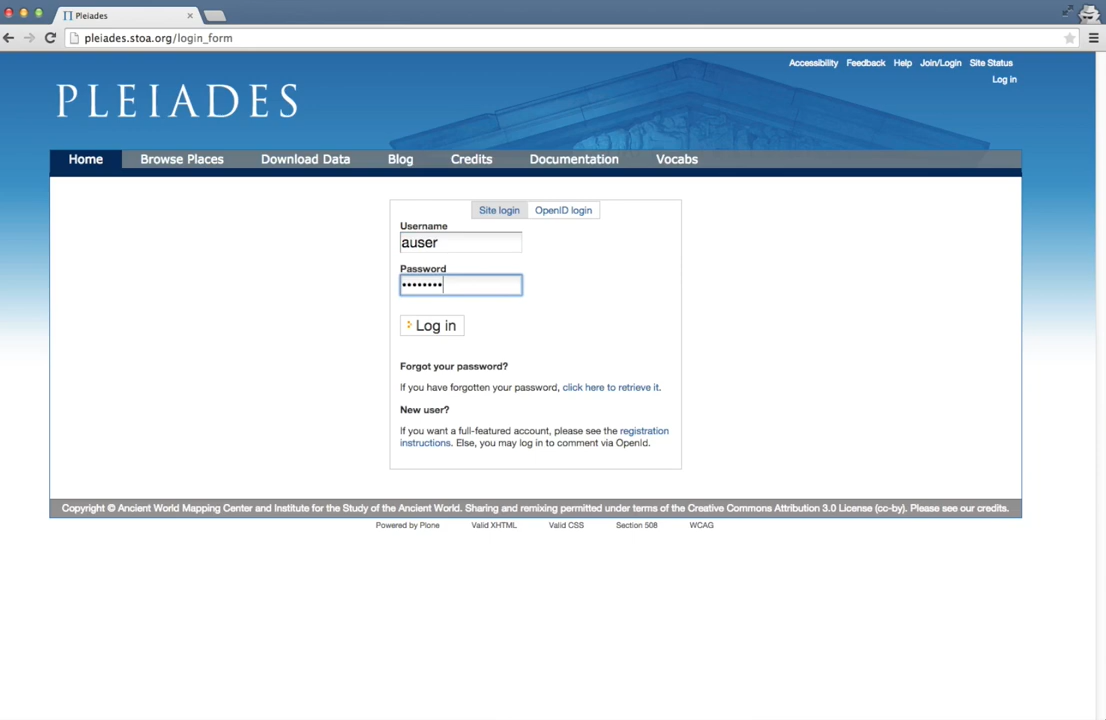 Pleiades
pleiades.stoa.org/login_form
Accessibility Feedback Help Join/Login Site Status
Log in
PLEIADES
Home Browse Places Download Data Blog Credits Documentation Vocabs
Site login OpenID login
Username
auser
Password
••••••••
Log in
Forgot your password?
If you have forgotten your password, click here to retrieve it.
New user?
If you want a full-featured account, please see the registration
instructions. Else, you may log in to comment via OpenId.
Copyright © Ancient World Mapping Center and Institute for the Study of the Ancient World. Sharing and remixing permitted under terms of the Creative Commons Attribution 3.0 License (cc-by). Please see our credits.
Powered by Plone Valid XHTML Valid CSS Section 508 WCAG